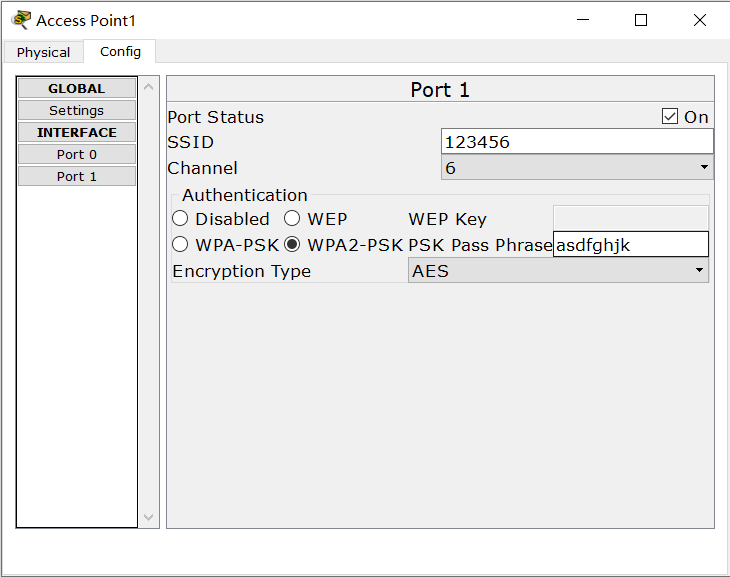 Access Point1
Physical Config
GLOBAL
Settings
INTERFACE
Port 0
Port 1
Port 1
Port Status On
SSID 123456
Channel 6
Authentication
Disabled WEP WEP Key
WPA-PSK WPA2-PSK PSK Pass Phrase asdfghjk
Encryption Type AES